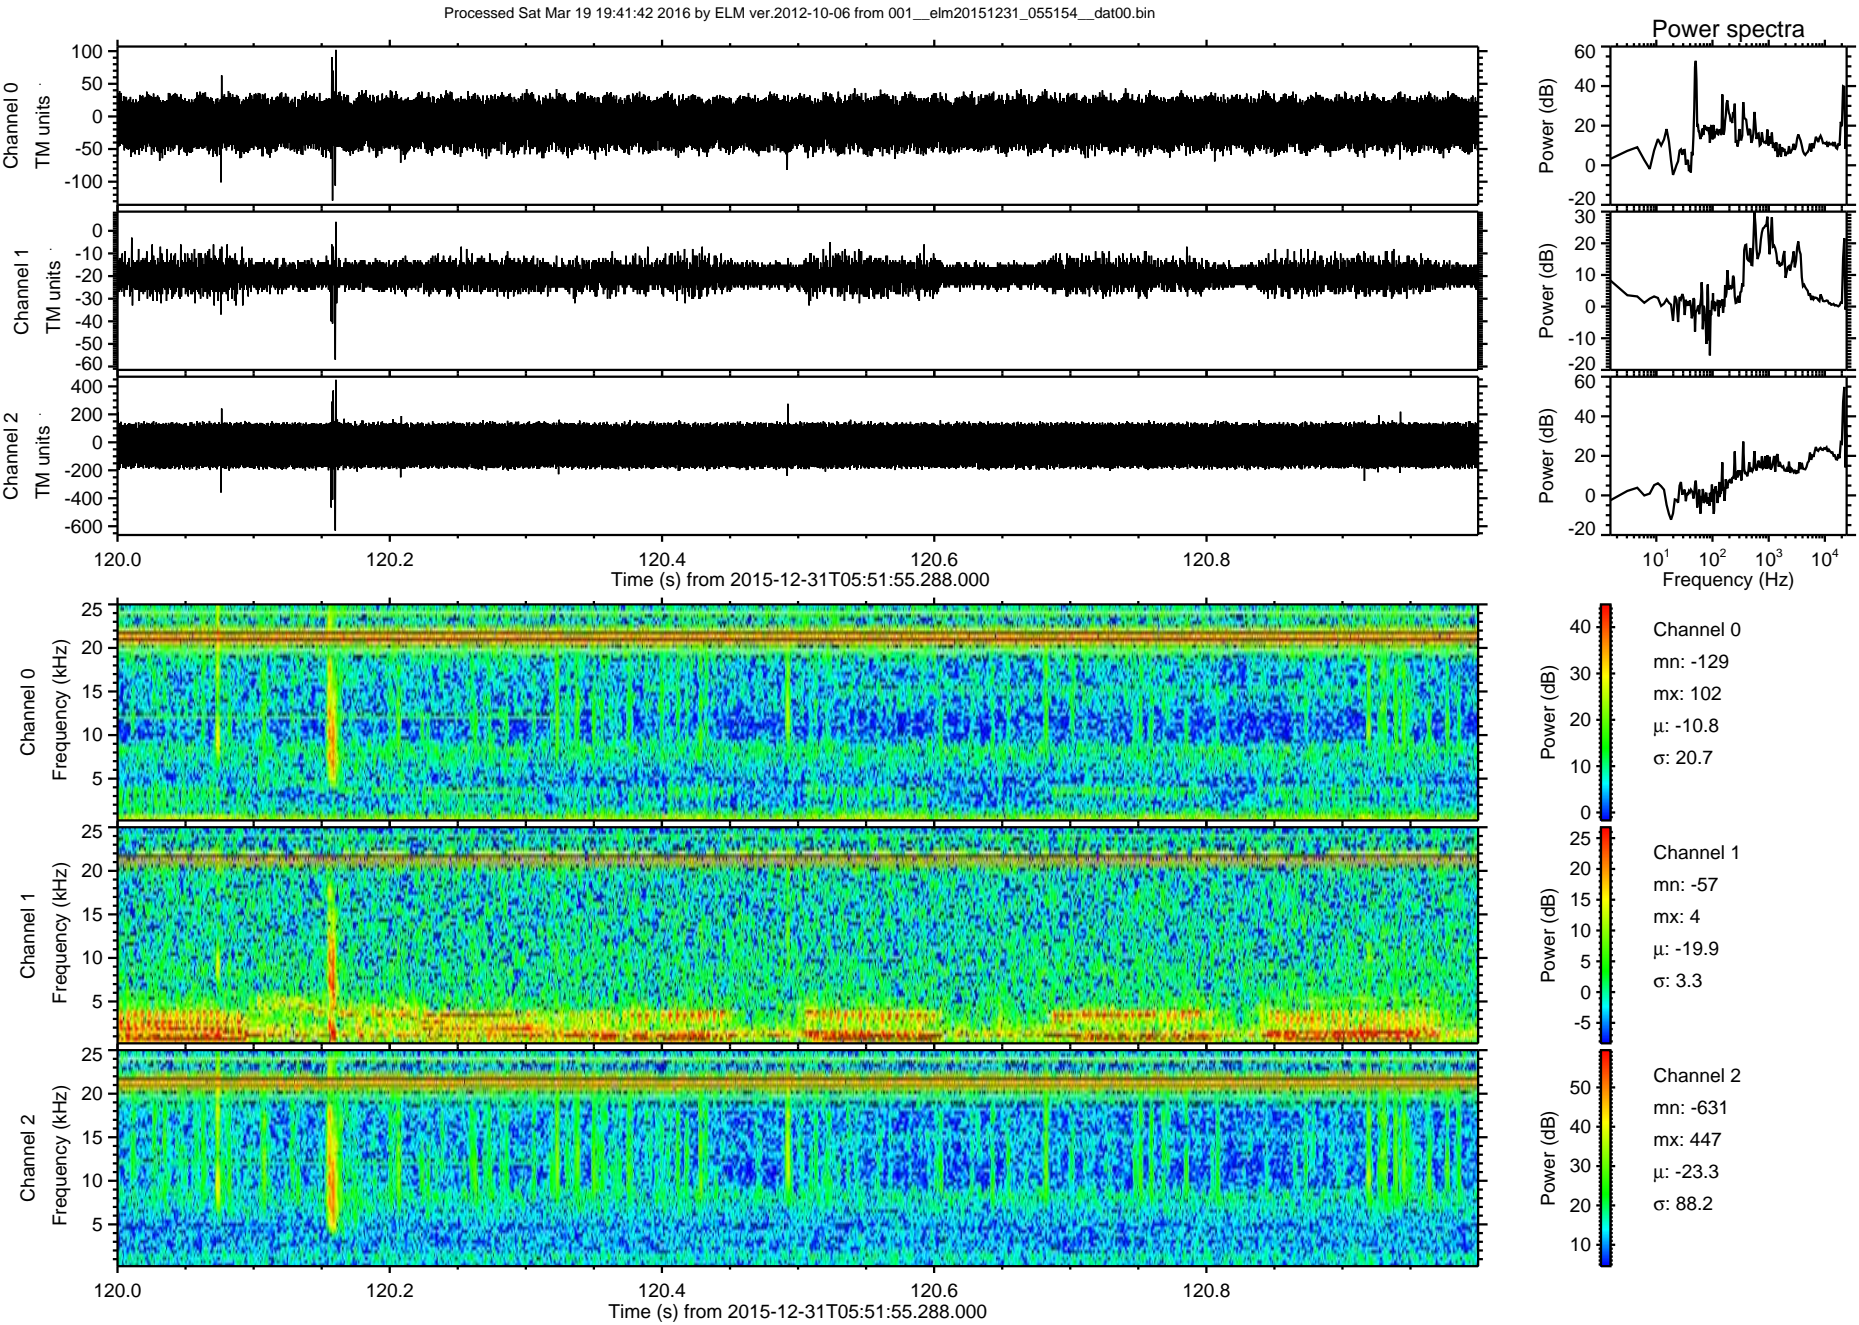 Processed Sat Mar 19 19:41:42 2016 by ELM ver.2012-10-06 from 001__elm20151231_055154__dat00.bin
Power spectra
Channel 0
TM units
100
50
0
-50
-100
Power (dB)
60
40
20
0
-20
Channel 1
TM units
0
-10
-20
-30
-40
-50
-60
Power (dB)
30
20
10
0
-10
-20
Channel 2
TM units
400
200
0
-200
-400
-600
Power (dB)
60
40
20
0
-20
120.0 120.2 120.4 120.6 120.8
Time (s) from 2015-12-31T05:51:55.288.000
10¹ 10² 10³ 10⁴
Frequency (Hz)
Channel 0
Frequency (kHz)
25
20
15
10
5
Power (dB)
40
30
20
10
0
Channel 0
mn: -129
mx: 102
μ: -10.8
σ: 20.7
Channel 1
Frequency (kHz)
25
20
15
10
5
Power (dB)
25
20
15
10
5
0
-5
Channel 1
mn: -57
mx: 4
μ: -19.9
σ: 3.3
Channel 2
Frequency (kHz)
25
20
15
10
5
Power (dB)
50
40
30
20
10
Channel 2
mn: -631
mx: 447
μ: -23.3
σ: 88.2
120.0 120.2 120.4 120.6 120.8
Time (s) from 2015-12-31T05:51:55.288.000